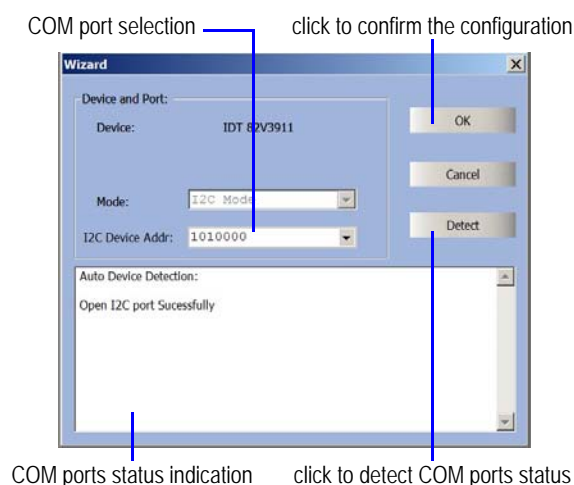 COM port selection
click to confirm the configuration
Wizard
Device and Port:
Device: IDT 82V3911
OK
Cancel
Mode: I2C Mode
Detect
I2C Device Addr: 1010000
Auto Device Detection:
Open I2C port Sucessfully
COM ports status indication
click to detect COM ports status